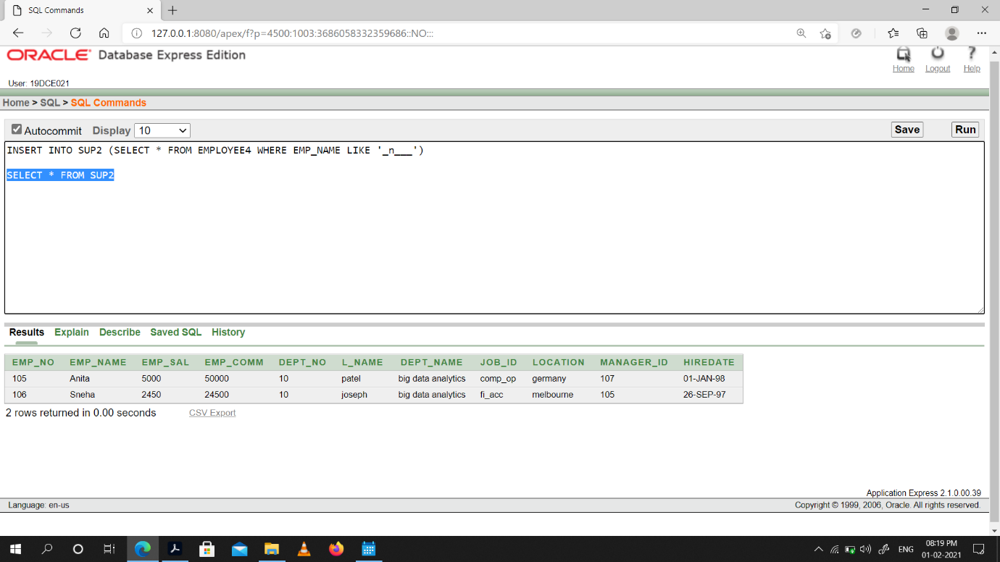 SQL Commands
127.0.0.1:8080/apex/f?p=4500:1003:3686058332359686::NO:::
ORACLE Database Express Edition
Home Logout Help
User: 19DCE021
Home > SQL > SQL Commands
Autocommit Display 10 Save Run
INSERT INTO SUP2 (SELECT * FROM EMPLOYEE4 WHERE EMP_NAME LIKE '_n___')
SELECT * FROM SUP2
Results Explain Describe Saved SQL History
EMP_NO EMP_NAME EMP_SAL EMP_COMM DEPT_NO L_NAME DEPT_NAME JOB_ID LOCATION MANAGER_ID HIREDATE
105 Anita 5000 50000 10 patel big data analytics comp_op germany 107 01-JAN-98
106 Sneha 2450 24500 10 joseph big data analytics fi_acc melbourne 105 26-SEP-97
2 rows returned in 0.00 seconds CSV Export
Application Express 2.1.0.00.39
Language: en-us Copyright © 1999, 2006, Oracle. All rights reserved.
ENG 08:19 PM
01-02-2021